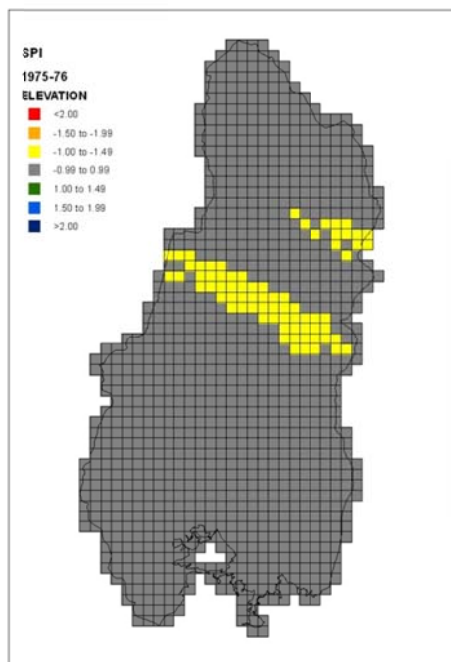 SPI
1975-76
ELEVATION
<2.00
-1.50 to -1.99
-1.00 to -1.49
-0.99 to 0.99
1.00 to 1.49
1.50 to 1.99
>2.00